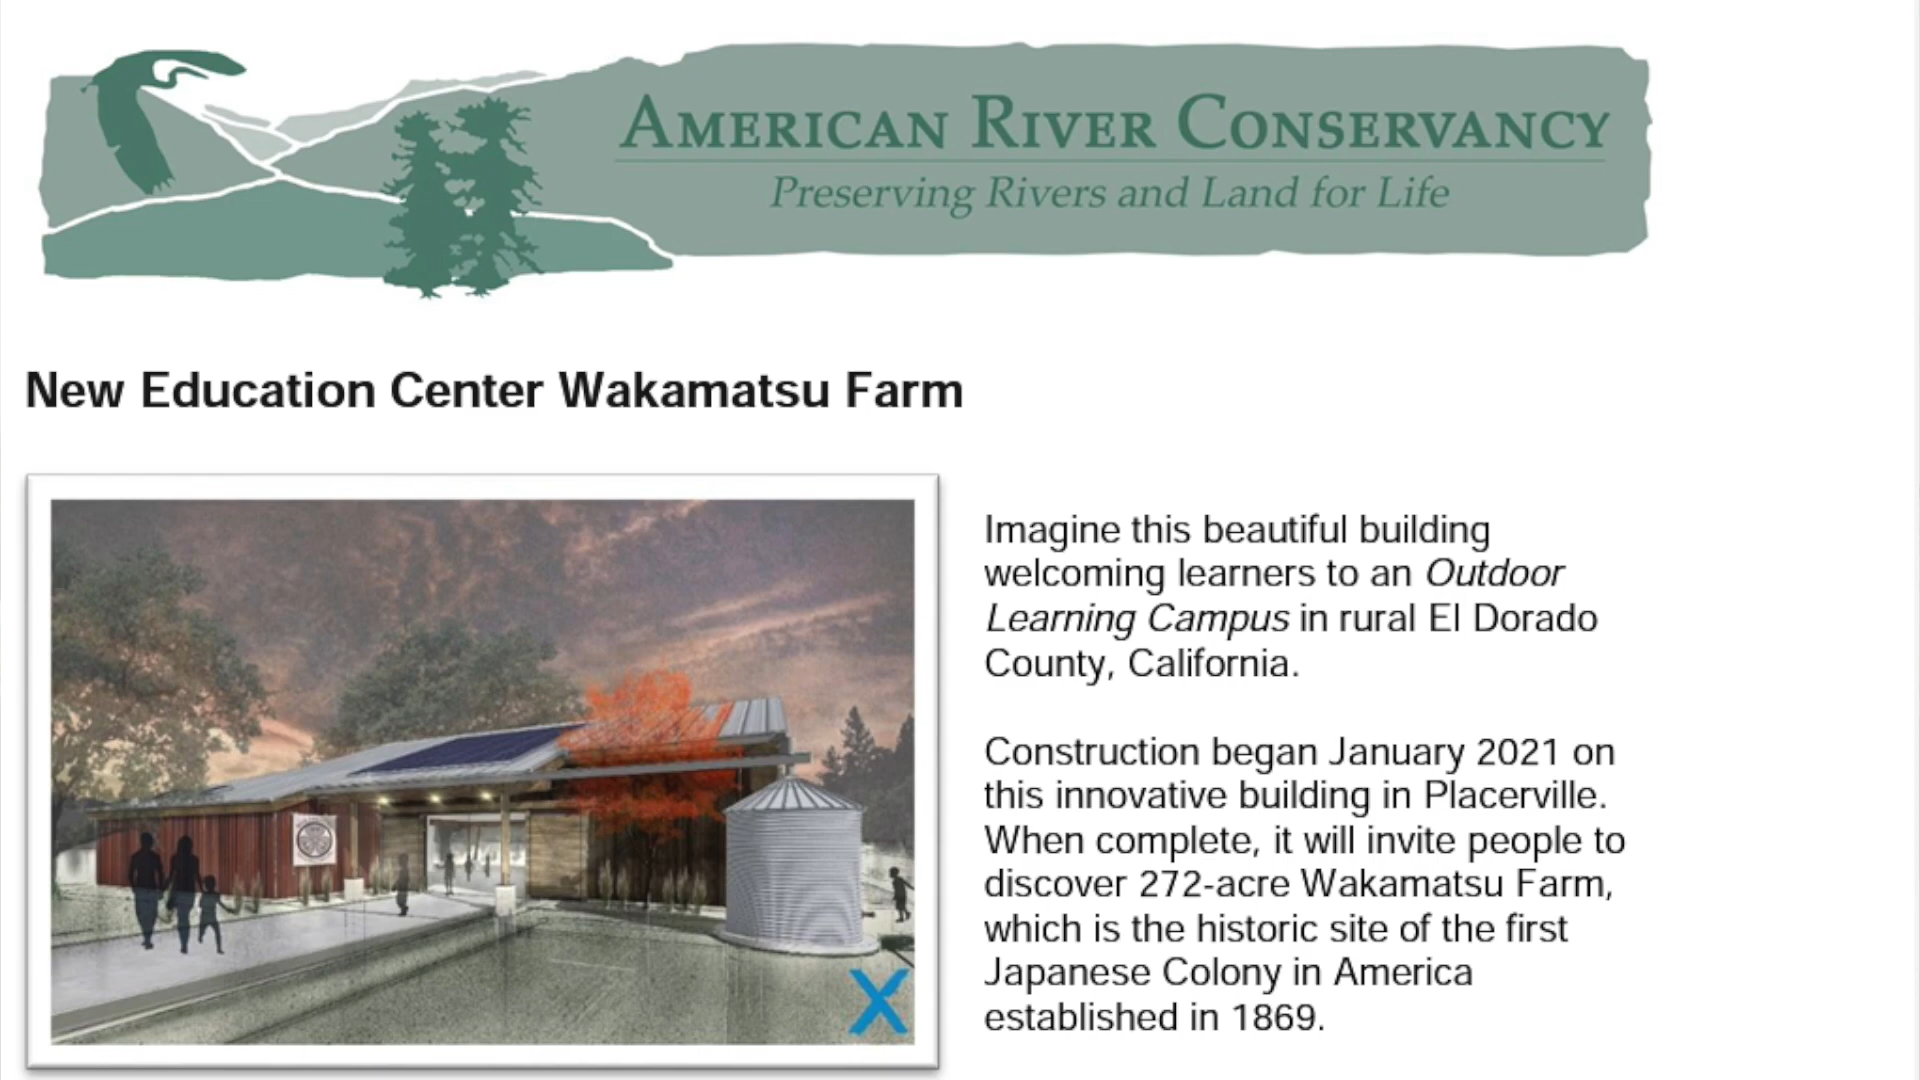 AMERICAN RIVER CONSERVANCY
Preserving Rivers and Land for Life
New Education Center Wakamatsu Farm
Imagine this beautiful building
welcoming learners to an Outdoor
Learning Campus in rural El Dorado
County, California.
Construction began January 2021 on
this innovative building in Placerville.
When complete, it will invite people to
discover 272-acre Wakamatsu Farm,
which is the historic site of the first
Japanese Colony in America
established in 1869.
X